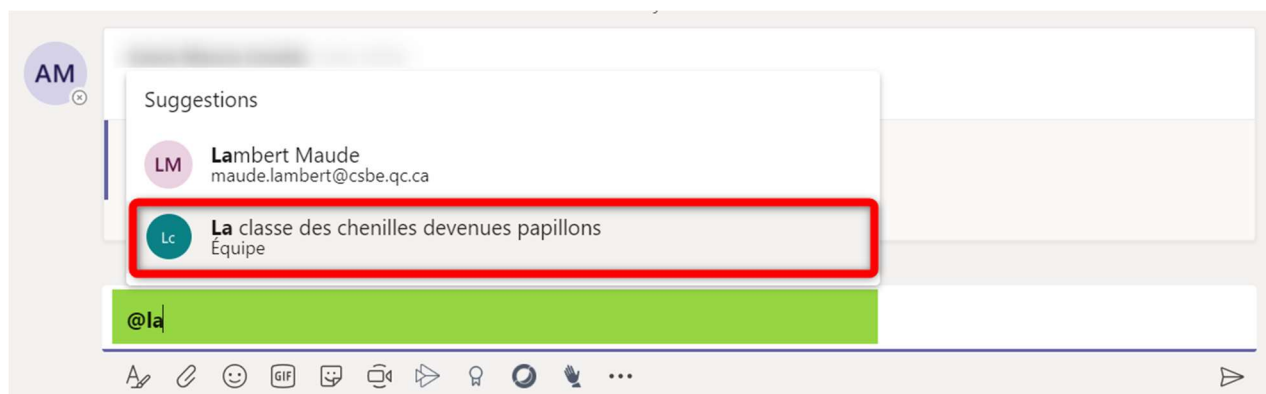 AM
Suggestions
LM
Lambert Maude
maude.lambert@csbe.qc.ca
Lc
La classe des chenilles devenues papillons
Équipe
@la
GIF